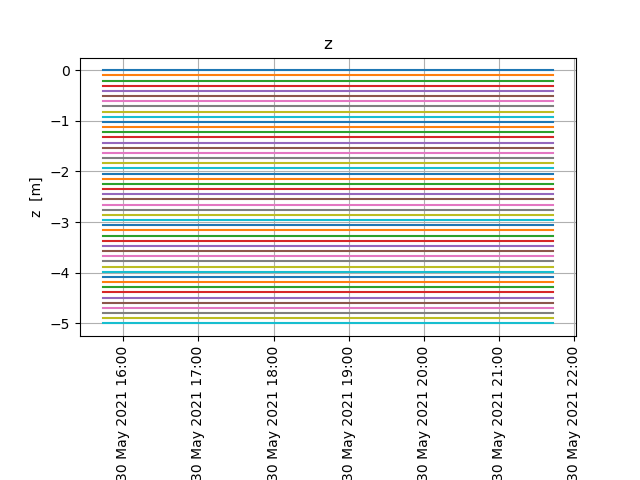 z
0
−1
−2
−3
−4
−5
z [m]
30 May 2021 16:00
30 May 2021 17:00
30 May 2021 18:00
30 May 2021 19:00
30 May 2021 20:00
30 May 2021 21:00
30 May 2021 22:00